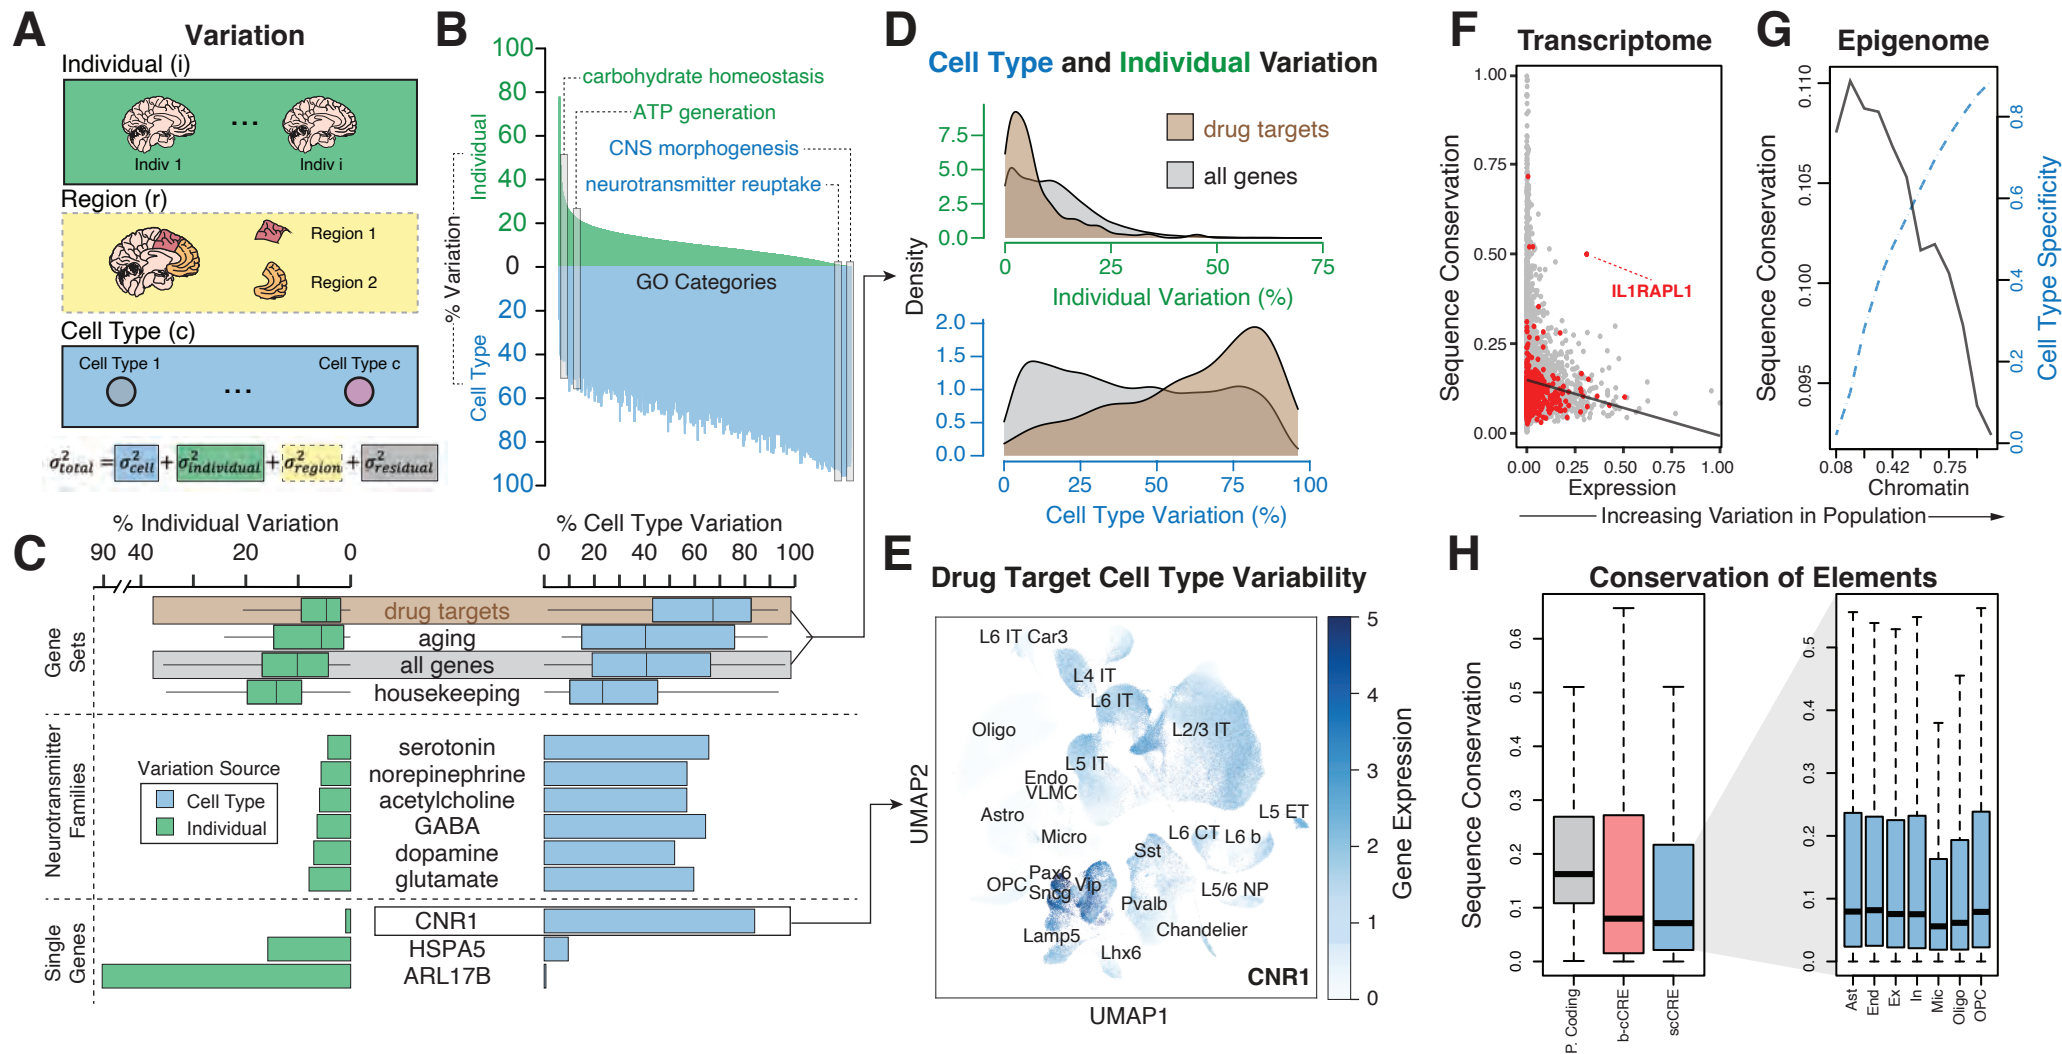 A
Variation
Individual (i)
...
Indiv 1
Indiv i
Region (r)
Region 1
Region 2
Cell Type (c)
Cell Type 1
...
Cell Type c
σ²total = σ²cell + σ²individual + σ²region + σ²residual
B
100
80
60
40
20
0
20
40
60
80
100
% Variation
Individual
Cell Type
carbohydrate homeostasis
ATP generation
CNS morphogenesis
neurotransmitter reuptake
GO Categories
C
% Individual Variation
% Cell Type Variation
90 40 20 0
0 20 40 60 80 100
Gene Sets
drug targets
aging
all genes
housekeeping
Neurotransmitter Families
serotonin
norepinephrine
acetylcholine
GABA
dopamine
glutamate
Variation Source
Cell Type
Individual
Single Genes
CNR1
HSPA5
ARL17B
D
Cell Type and Individual Variation
drug targets
all genes
Density
7.5
5.0
2.5
0.0
0 25 50 75
Individual Variation (%)
2.0
1.5
1.0
0.5
0.0
0 25 50 75 100
Cell Type Variation (%)
E
Drug Target Cell Type Variability
L6 IT Car3
L4 IT
L6 IT
Oligo
L2/3 IT
L5 IT
Endo
VLMC
Astro
Micro
L5 ET
L6 CT
L6 b
Sst
Pax6
OPC
Sncg
Vip
L5/6 NP
Pvalb
Lamp5
Chandelier
Lhx6
CNR1
UMAP2
UMAP1
5
4
3
2
1
0
Gene Expression
F
Transcriptome
Sequence Conservation
1.00
0.75
0.50
0.25
0.00
IL1RAPL1
0.00 0.25 0.50 0.75 1.00
Expression
G
Epigenome
Sequence Conservation
0.110
0.105
0.100
0.095
Cell Type Specificity
0.8
0.6
0.4
0.2
0.0
0.08 0.42 0.75
Chromatin
Increasing Variation in Population
H
Conservation of Elements
Sequence Conservation
0.6
0.5
0.4
0.3
0.2
0.1
0.0
P. Coding
b-cCRE
scCRE
0.5
0.4
0.3
0.2
0.1
0.0
Ast
End
Ex
In
Mic
Oligo
OPC